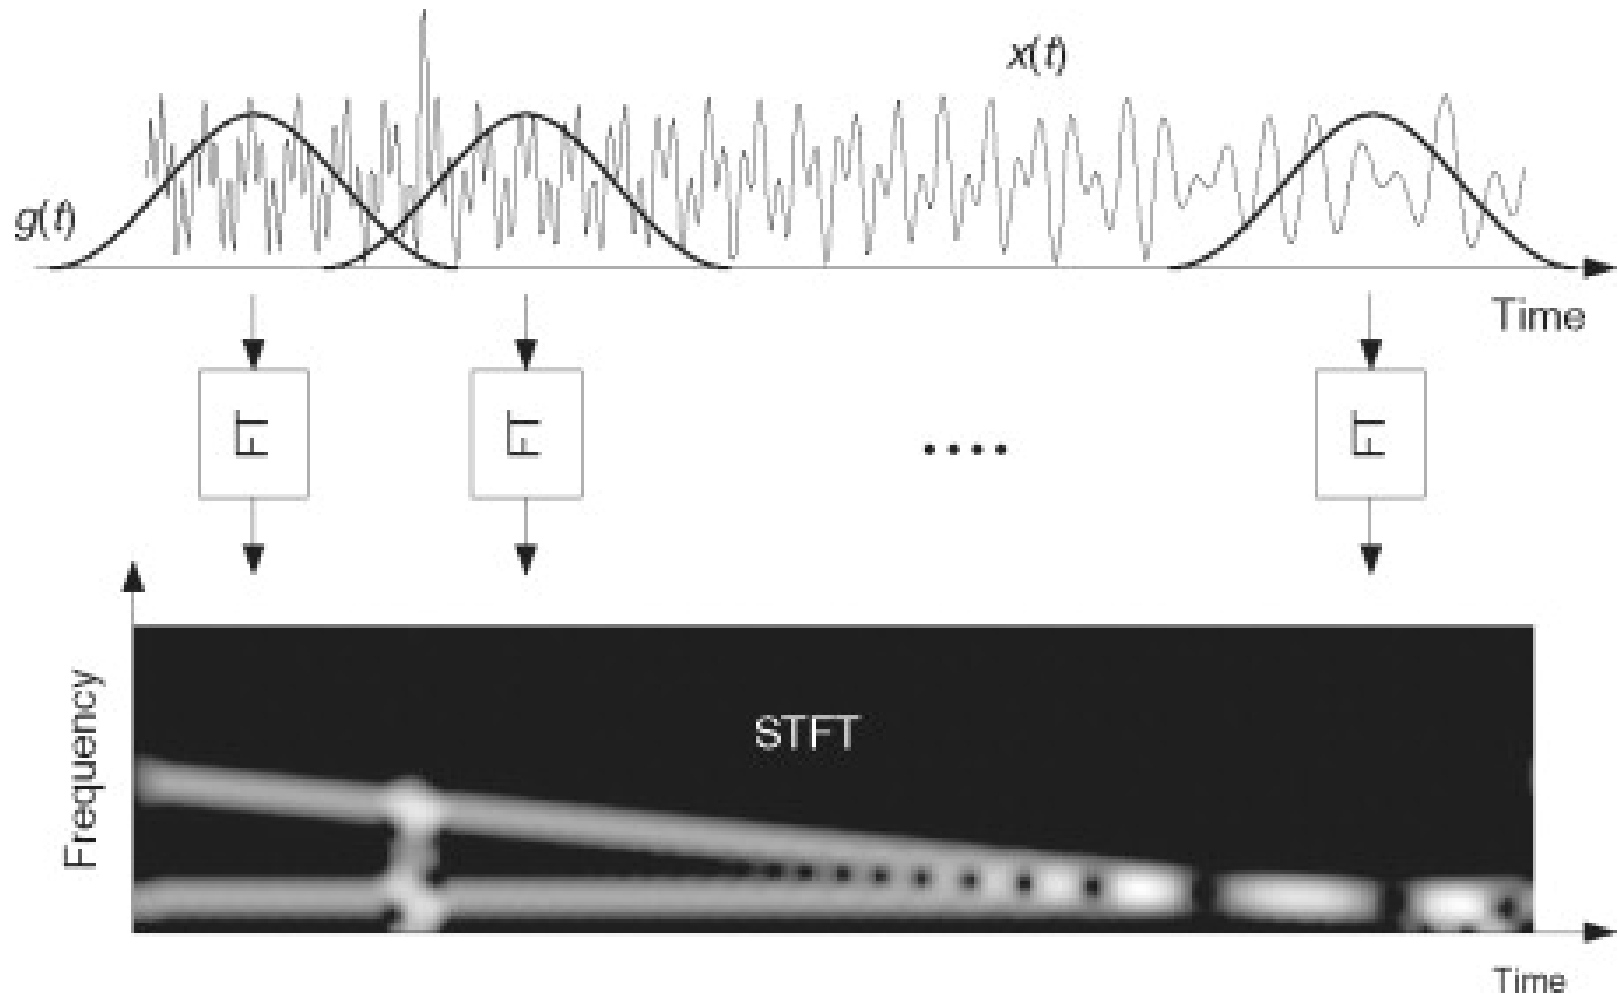 x(t)
g(t)
Time
FT
FT
....
FT
STFT
Frequency
Time